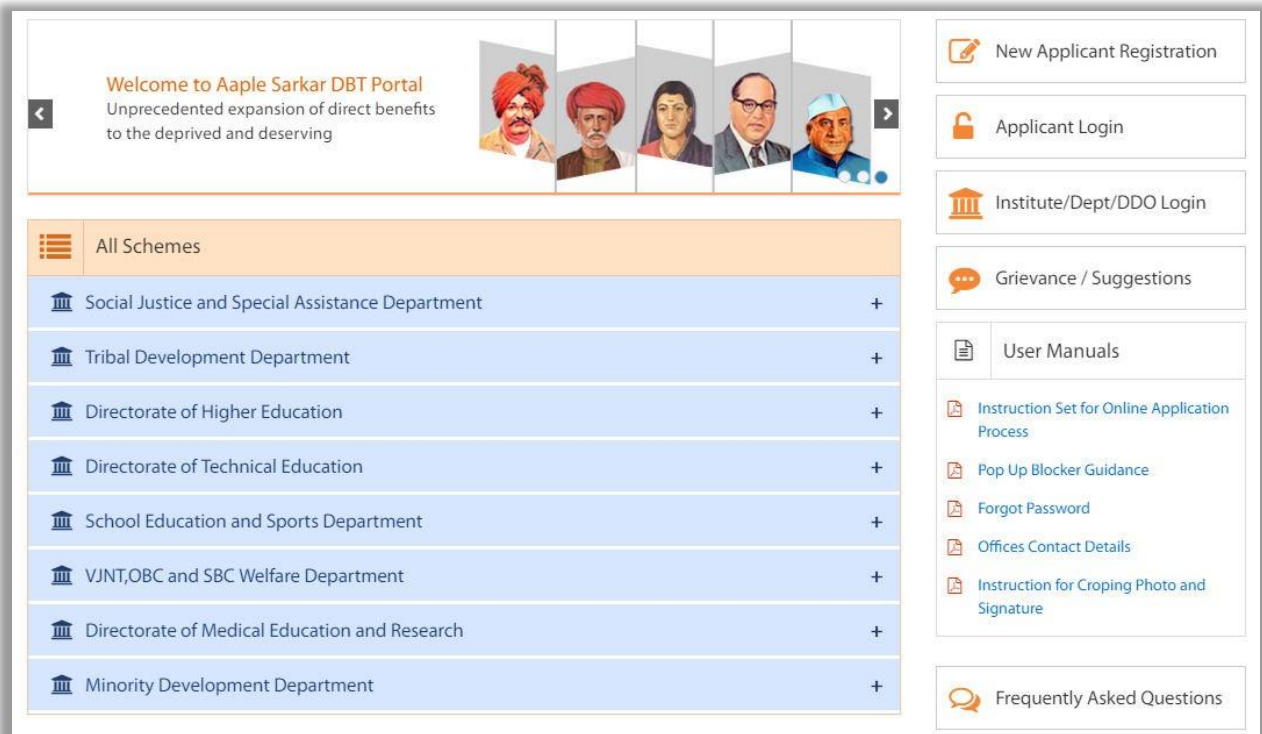 Welcome to Aaple Sarkar DBT Portal
Unprecedented expansion of direct benefits
to the deprived and deserving
All Schemes
Social Justice and Special Assistance Department +
Tribal Development Department +
Directorate of Higher Education +
Directorate of Technical Education +
School Education and Sports Department +
VJNT,OBC and SBC Welfare Department +
Directorate of Medical Education and Research +
Minority Development Department +
New Applicant Registration
Applicant Login
Institute/Dept/DDO Login
Grievance / Suggestions
User Manuals
Instruction Set for Online Application
Process
Pop Up Blocker Guidance
Forgot Password
Offices Contact Details
Instruction for Croping Photo and
Signature
Frequently Asked Questions